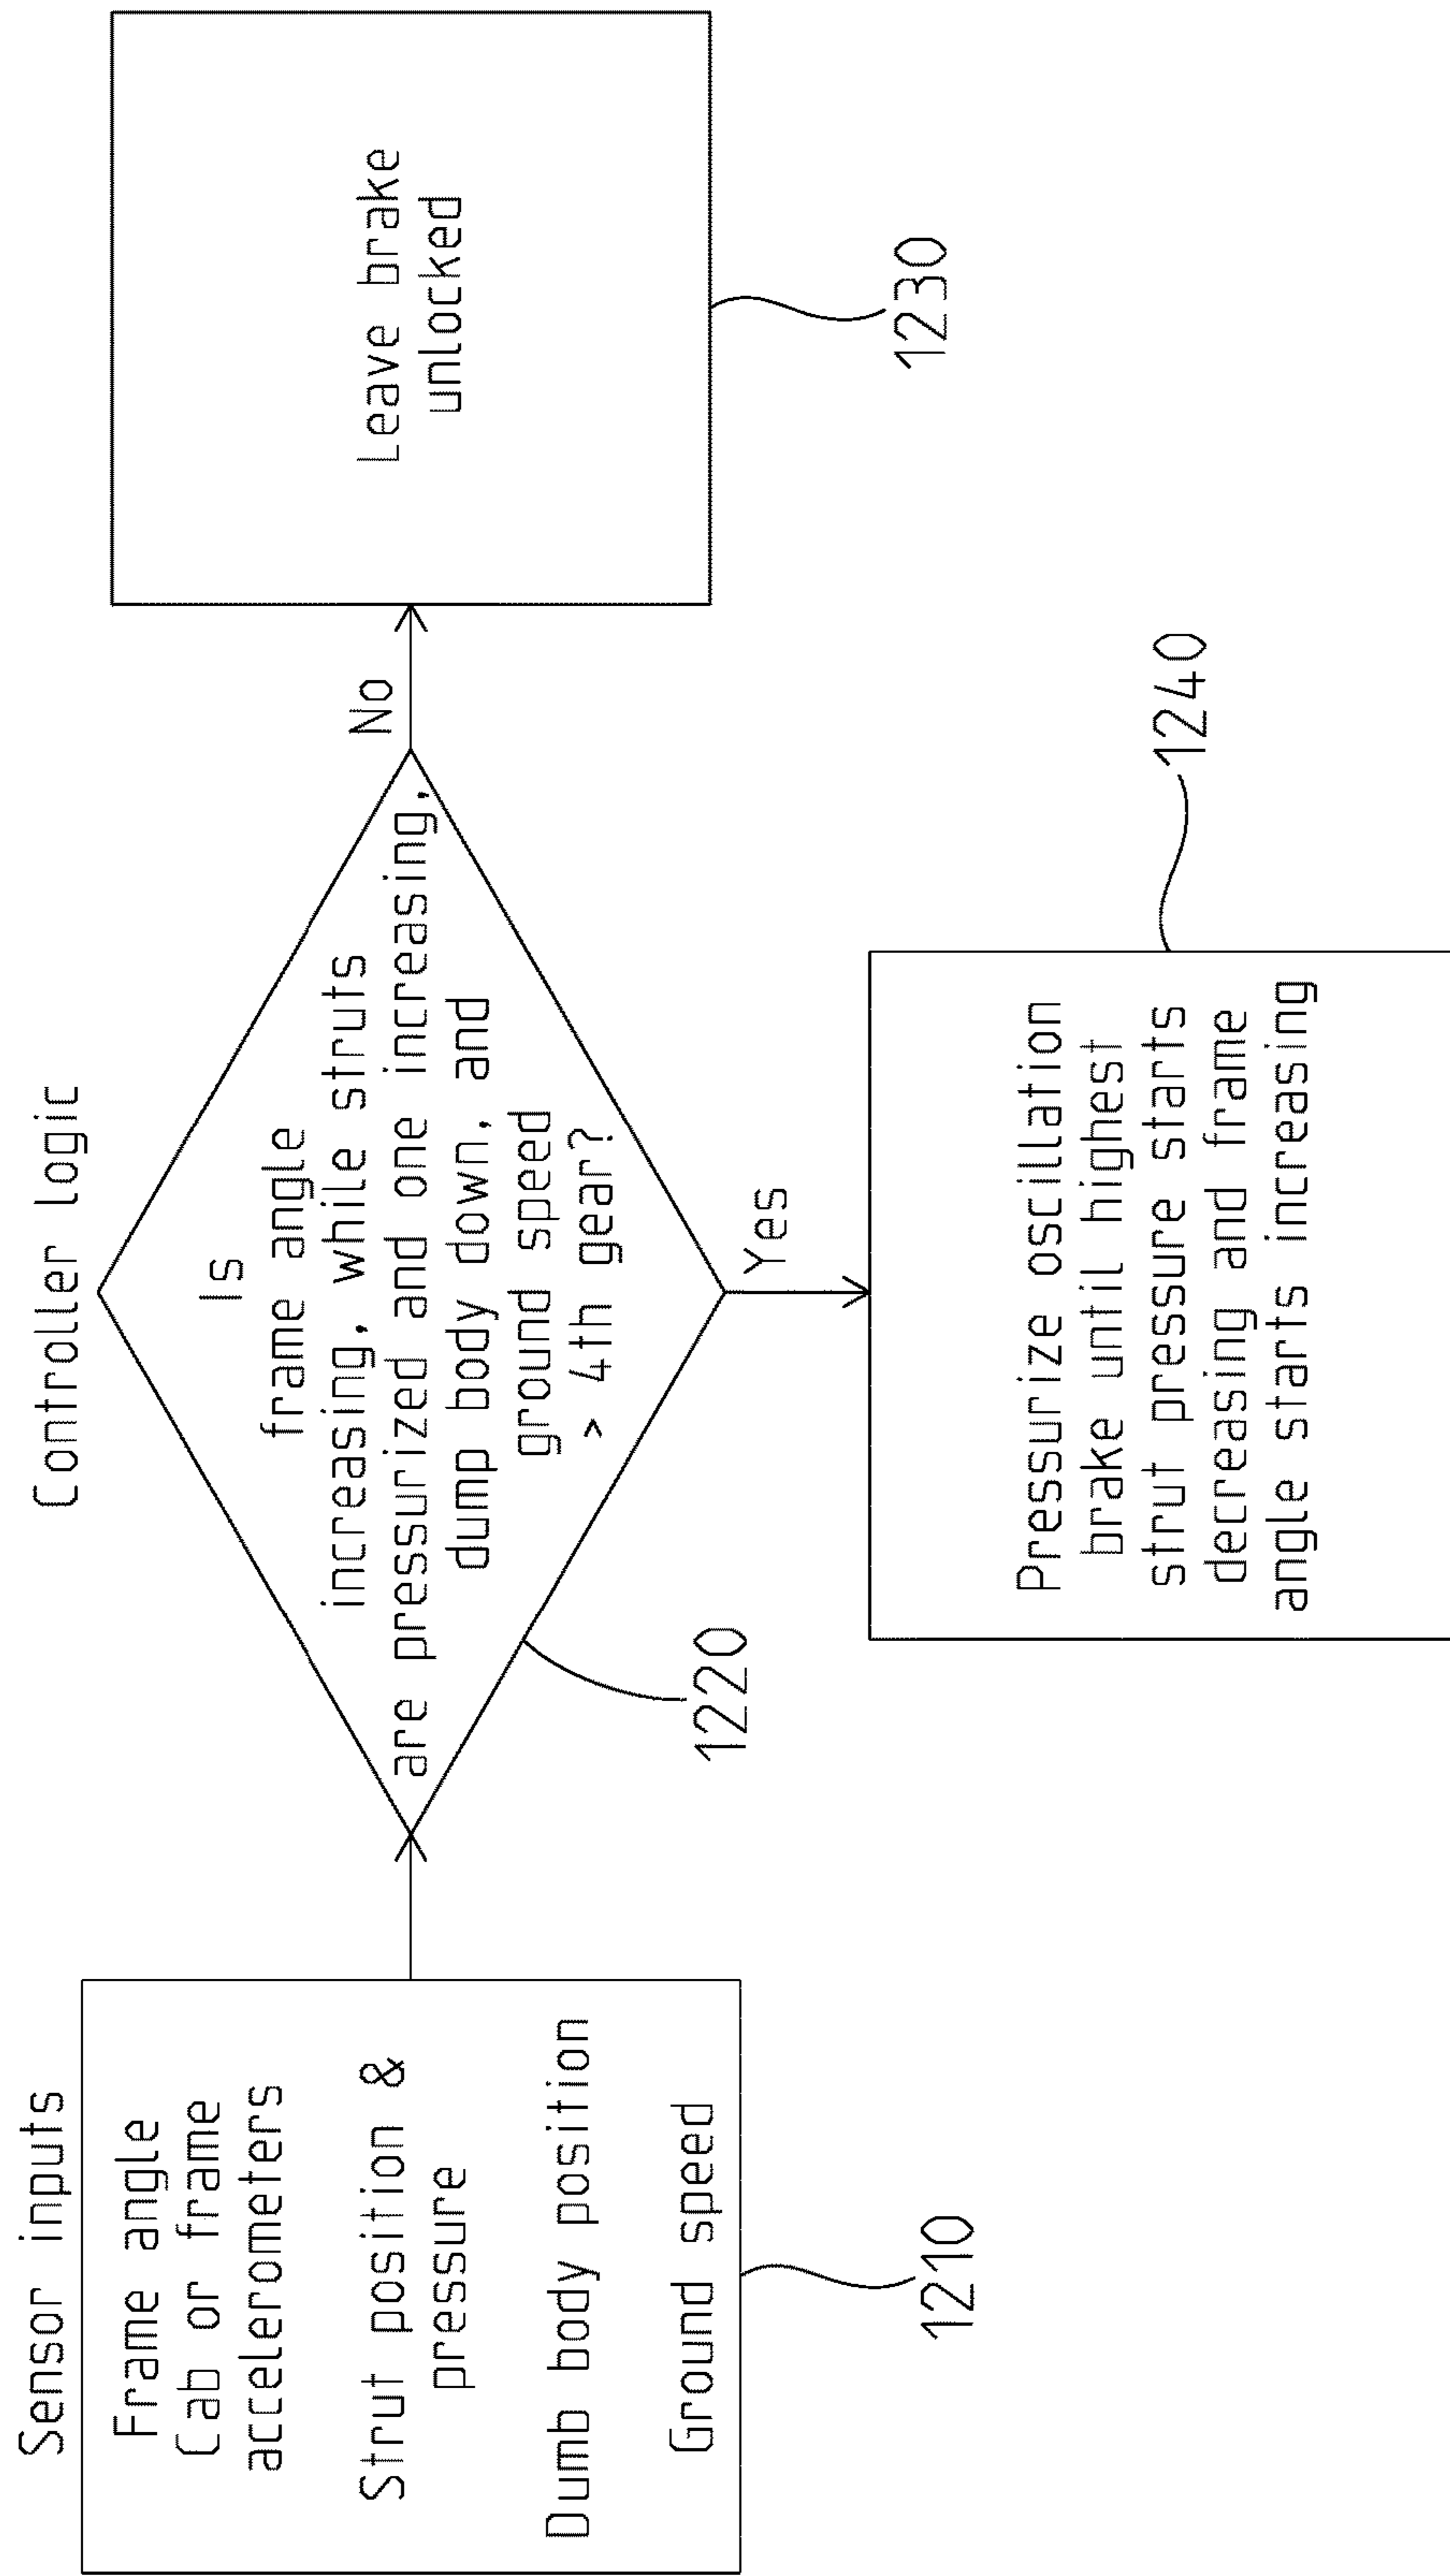 Sensor inputs
Frame angle
Cab or frame
accelerometers
Strut position &
pressure
Dumb body position
Ground speed
1210
Controller logic
Is
frame angle
increasing, while struts
are pressurized and one increasing,
dump body down, and
ground speed
> 4th gear?
1220
No
Leave brake
unlocked
1230
Yes
Pressurize oscillation
brake until highest
strut pressure starts
decreasing and frame
angle starts increasing
1240